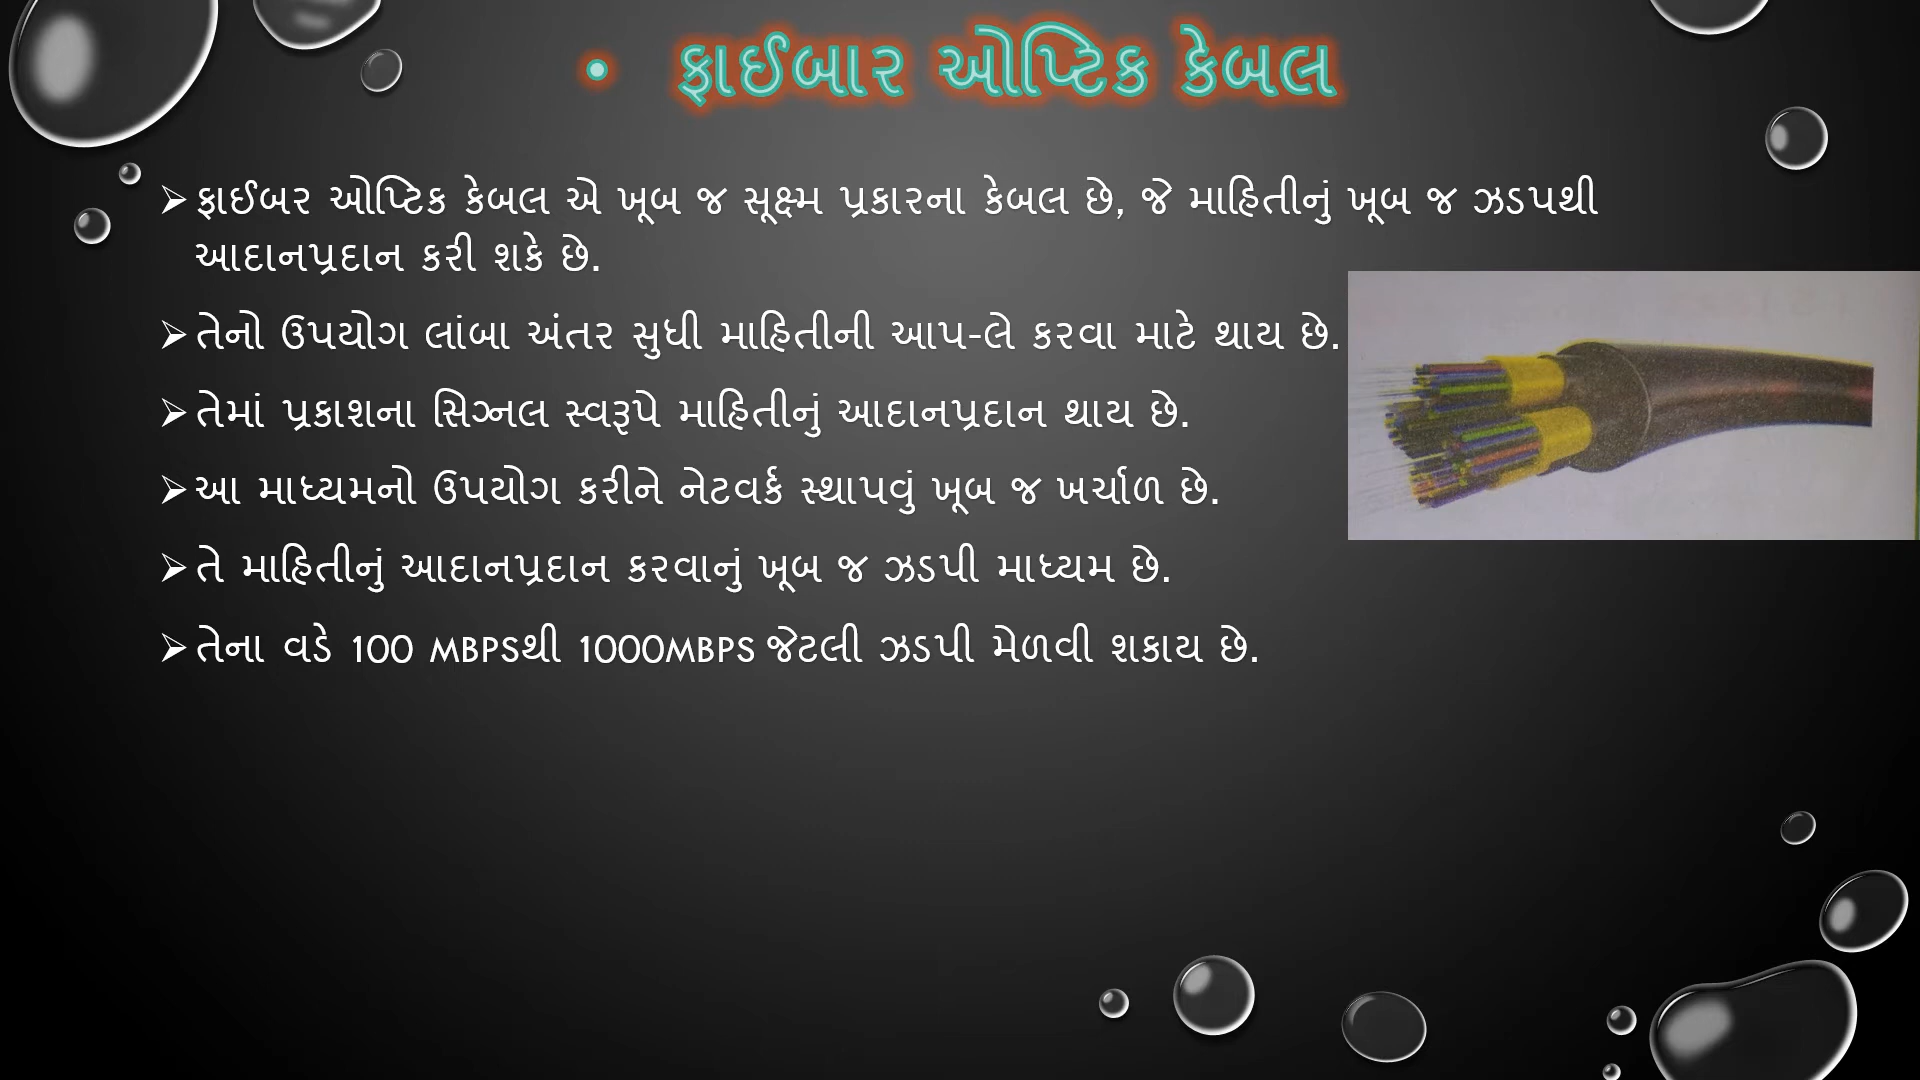 • ફાઈબાર ઓપ્ટિક કેબલ
➢ફાઈબર ઓપ્ટિક કેબલ એ ખૂબ જ સૂક્ષ્મ પ્રકારના કેબલ છે, જે માહિતીનું ખૂબ જ ઝડપથી
આદાનપ્રદાન કરી શકે છે.
➢તેનો ઉપયોગ લાંબા અંતર સુધી માહિતીની આપ-લે કરવા માટે થાય છે.
➢તેમાં પ્રકાશના સિગ્નલ સ્વરૂપે માહિતીનું આદાનપ્રદાન થાય છે.
➢આ માધ્યમનો ઉપયોગ કરીને નેટવર્ક સ્થાપવું ખૂબ જ ખર્ચાળ છે.
➢તે માહિતીનું આદાનપ્રદાન કરવાનું ખૂબ જ ઝડપી માધ્યમ છે.
➢તેના વડે 100 MBPSથી 1000MBPS જેટલી ઝડપી મેળવી શકાય છે.